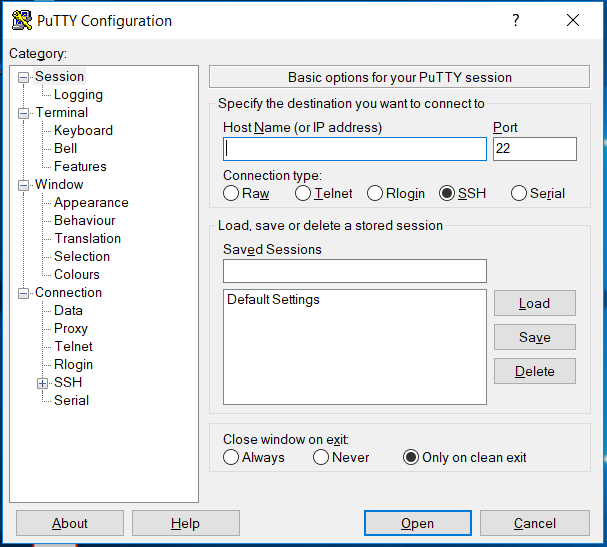 PuTTY Configuration
?
Category:
Session
Logging
Terminal
Keyboard
Bell
Features
Window
Appearance
Behaviour
Translation
Selection
Colours
Connection
Data
Proxy
Telnet
Rlogin
SSH
Serial
Basic options for your PuTTY session
Specify the destination you want to connect to
Host Name (or IP address) Port
22
Connection type:
Raw Telnet Rlogin SSH Serial
Load, save or delete a stored session
Saved Sessions
Default Settings
Load
Save
Delete
Close window on exit:
Always Never Only on clean exit
About Help Open Cancel